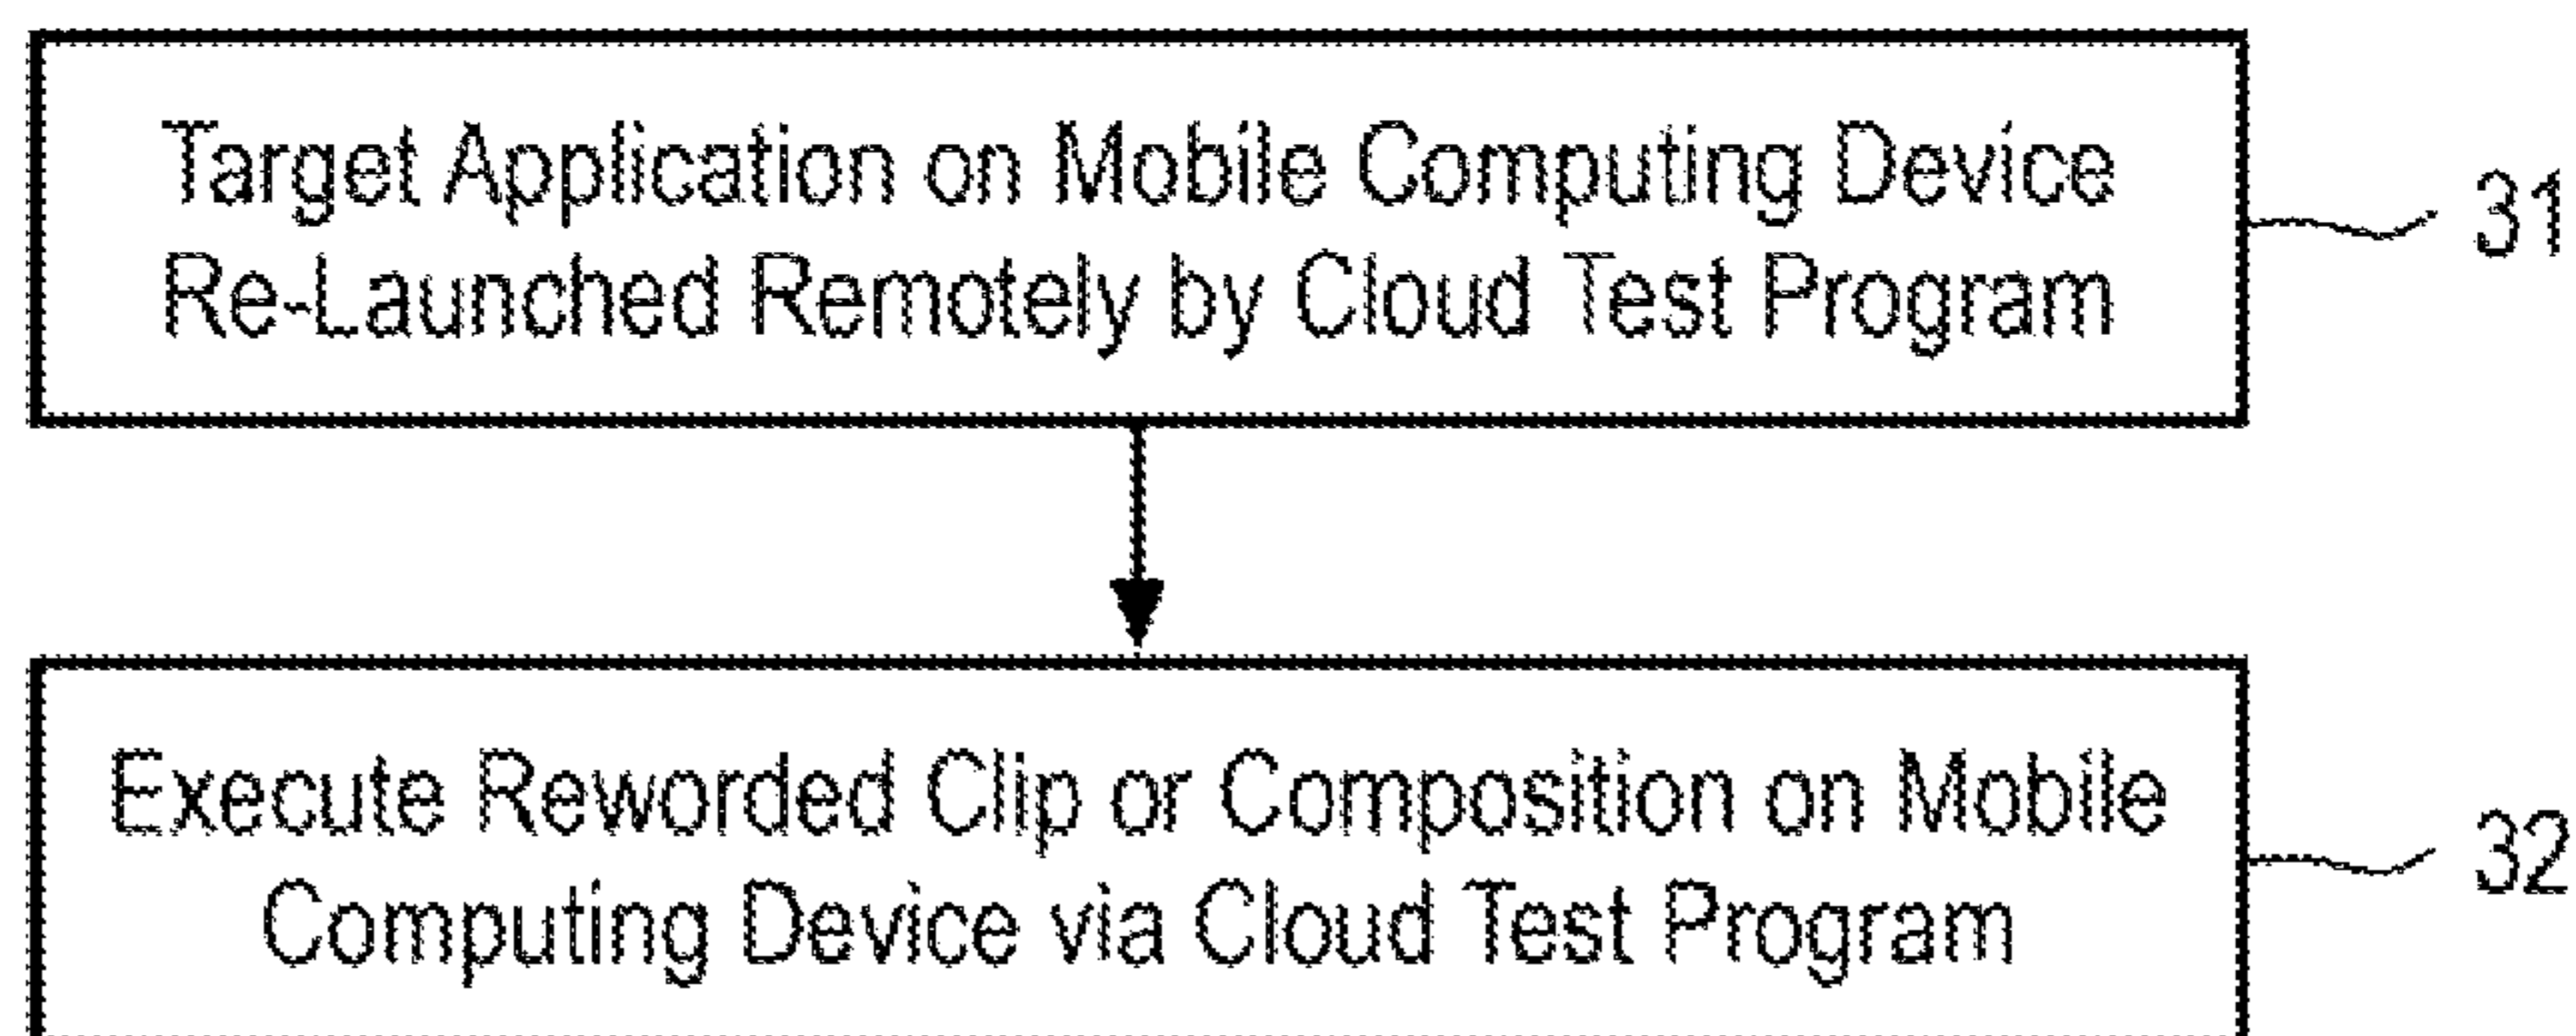 Target Application on Mobile Computing Device
Re-Launched Remotely by Cloud Test Program
31
Execute Reworded Clip or Composition on Mobile
Computing Device via Cloud Test Program
32